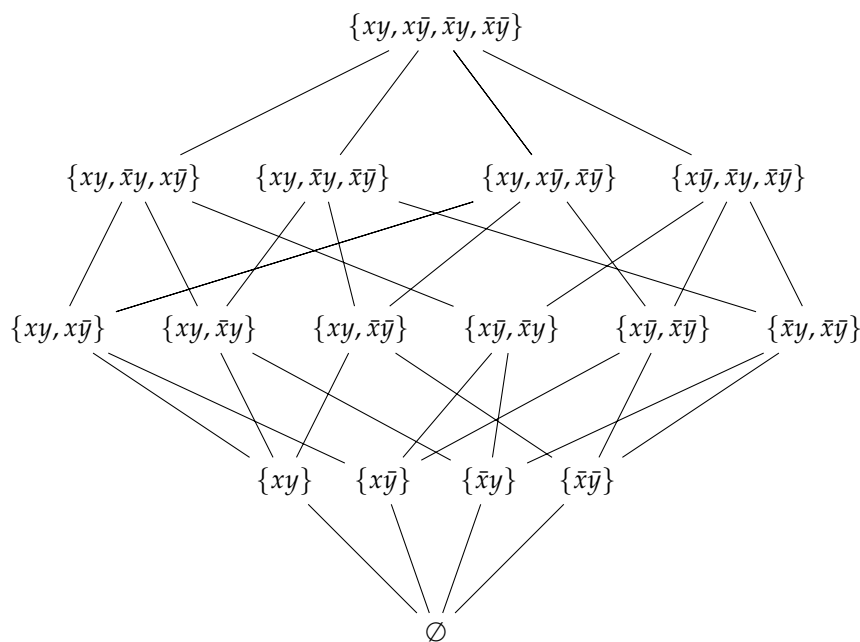 {xy, xȳ, x̄y, x̄ȳ}
{xy, x̄y, xȳ} {xy, x̄y, x̄ȳ} {xy, xȳ, x̄ȳ} {xȳ, x̄y, x̄ȳ}
{xy, xȳ} {xy, x̄y} {xy, x̄ȳ} {xȳ, x̄y} {xȳ, x̄ȳ} {x̄y, x̄ȳ}
{xy} {xȳ} {x̄y} {x̄ȳ}
∅